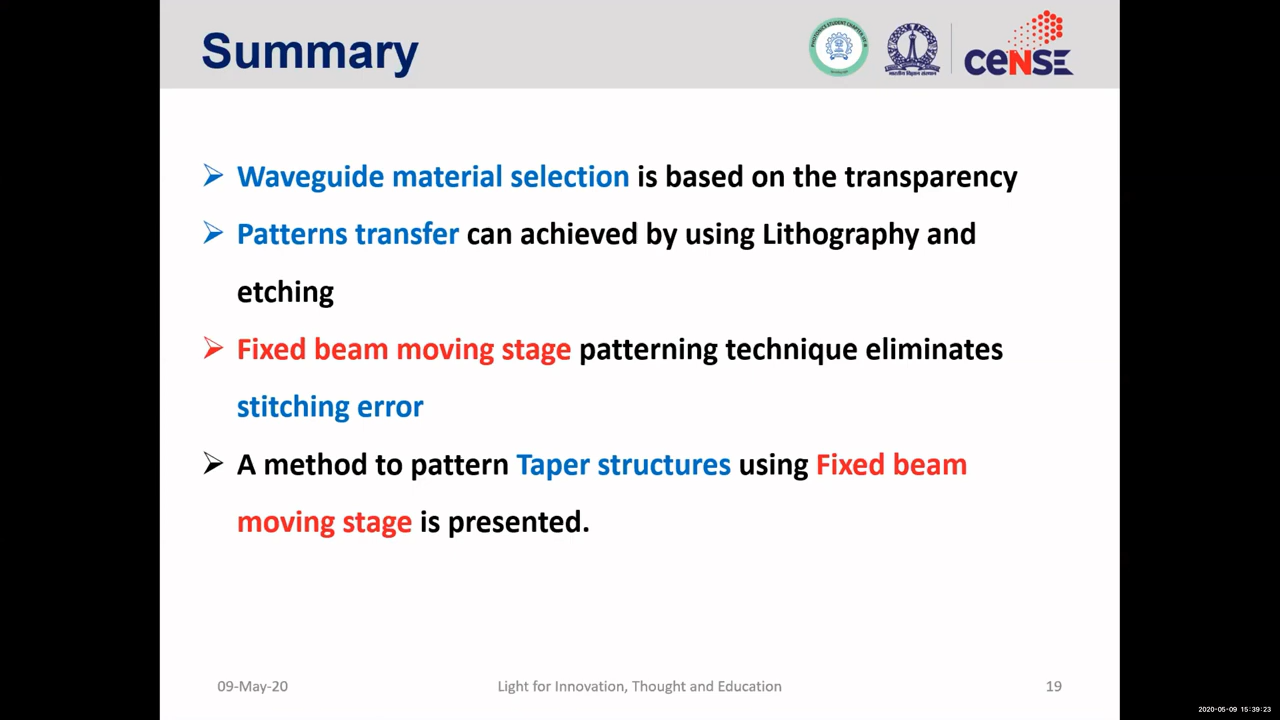 Summary
ceNSE
➢ Waveguide material selection is based on the transparency
➢ Patterns transfer can achieved by using Lithography and
etching
➢ Fixed beam moving stage patterning technique eliminates
stitching error
➢ A method to pattern Taper structures using Fixed beam
moving stage is presented.
09-May-20
Light for Innovation, Thought and Education
19
2020-05-09 15:39:23